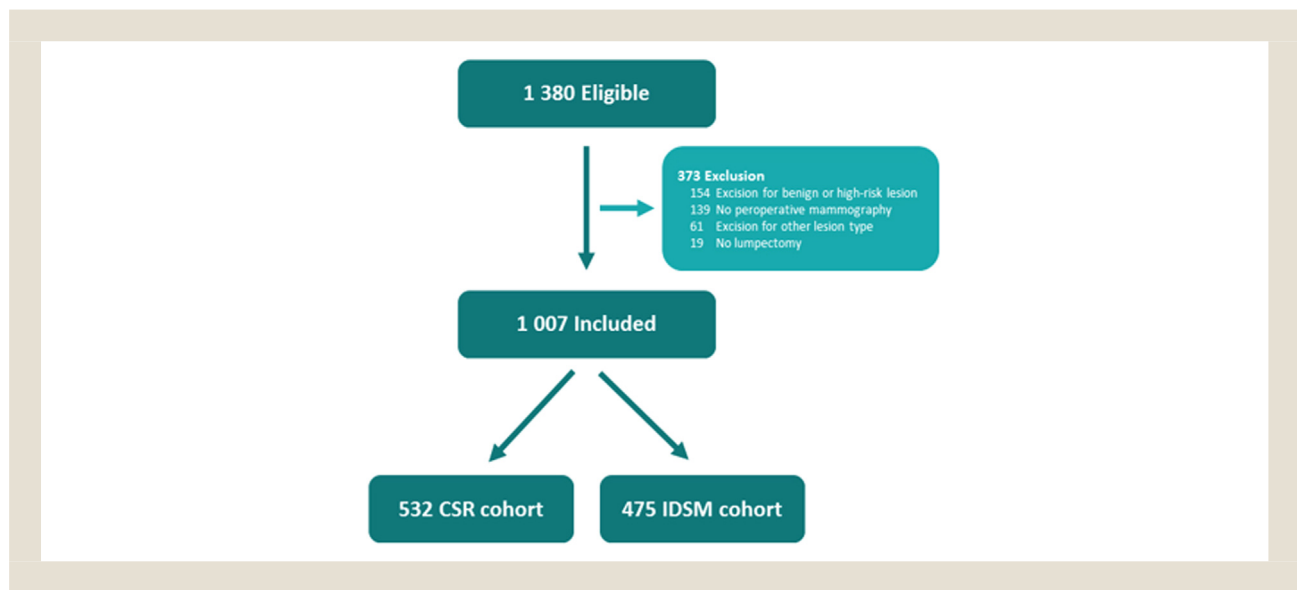 1 380 Eligible
373 Exclusion
154 Excision for benign or high-risk lesion
139 No peroperative mammography
61 Excision for other lesion type
19 No lumpectomy
1 007 Included
532 CSR cohort
475 IDSM cohort